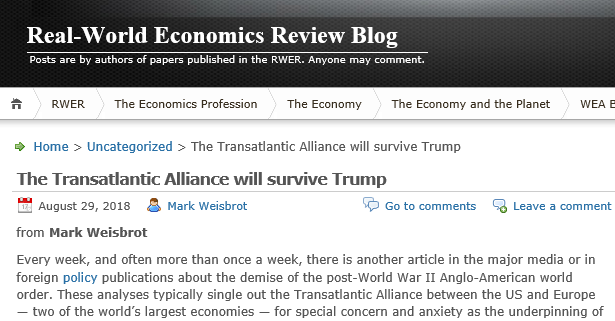 Real-World Economics Review Blog
Posts are by authors of papers published in the RWER. Anyone may comment.
RWER The Economics Profession The Economy The Economy and the Planet WEA B
Home > Uncategorized > The Transatlantic Alliance will survive Trump
The Transatlantic Alliance will survive Trump
August 29, 2018 Mark Weisbrot Go to comments Leave a comment
from Mark Weisbrot
Every week, and often more than once a week, there is another article in the major media or in
foreign policy publications about the demise of the post-World War II Anglo-American world
order. These analyses typically single out the Transatlantic Alliance between the US and Europe
— two of the world’s largest economies — for special concern and anxiety as the underpinning of